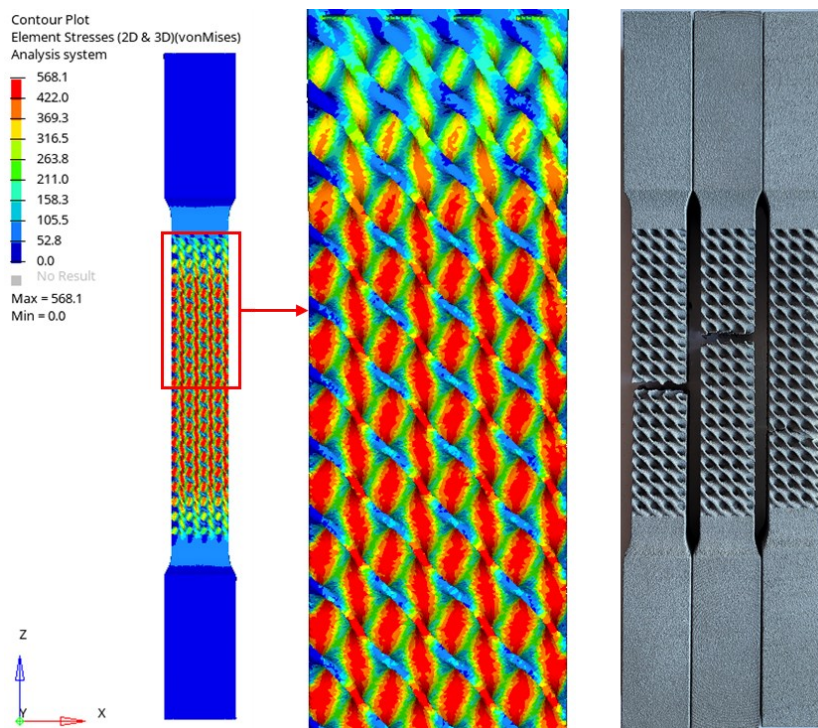 Contour Plot
Element Stresses (2D & 3D)(vonMises)
Analysis system
568.1
422.0
369.3
316.5
263.8
211.0
158.3
105.5
52.8
0.0
No Result
Max = 568.1
Min = 0.0
Z
Y
X